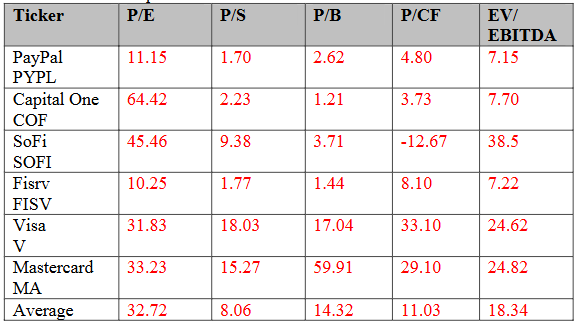 Ticker P/E P/S P/B P/CF EV/
EBITDA
PayPal 11.15 1.70 2.62 4.80 7.15
PYPL
Capital One 64.42 2.23 1.21 3.73 7.70
COF
SoFi 45.46 9.38 3.71 -12.67 38.5
SOFI
Fisrv 10.25 1.77 1.44 8.10 7.22
FISV
Visa 31.83 18.03 17.04 33.10 24.62
V
Mastercard 33.23 15.27 59.91 29.10 24.82
MA
Average 32.72 8.06 14.32 11.03 18.34